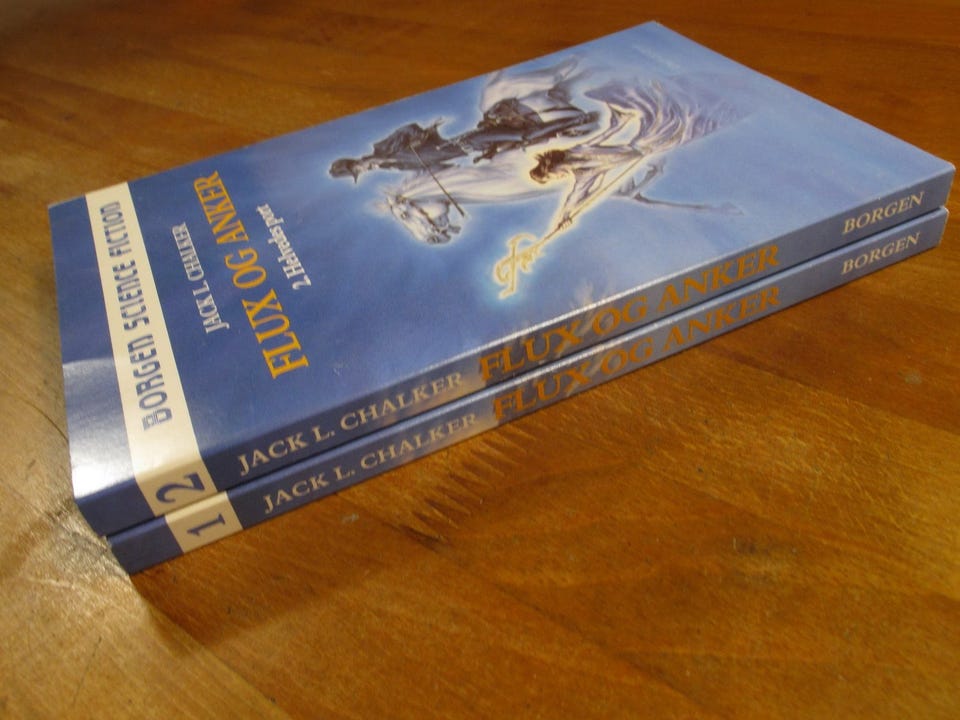 BORGEN SCIENCE FICTION
JACK L. CHALKER
FLUX OG ANKER
2. Helvedes port
2 JACK L. CHALKER FLUX OG ANKER BORGEN
1 JACK L. CHALKER FLUX OG ANKER BORGEN